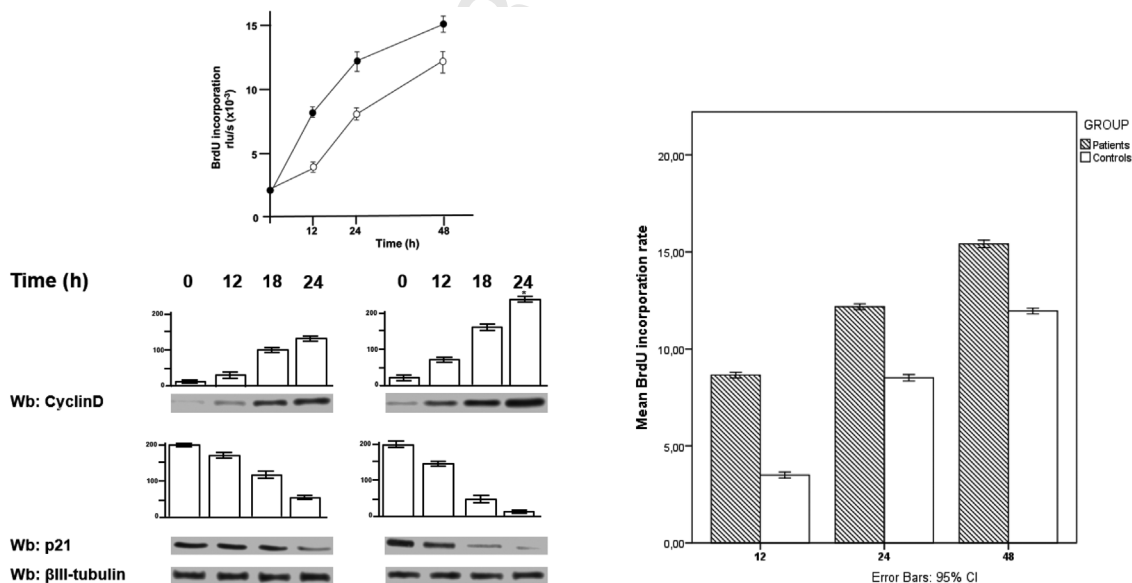 15
10
5
0
BrdU incorporation
rlu/s (x10⁻³)
12 24 48
Time (h)
Time (h) 0 12 18 24 0 12 18 24
*
200
100
0
200
100
0
Wb: CyclinD
200
100
0
200
100
0
Wb: p21
Wb: βIII-tubulin
GROUP
Patients
Controls
20,00
15,00
10,00
5,00
0,00
Mean BrdU incorporation rate
12 24 48
Error Bars: 95% CI